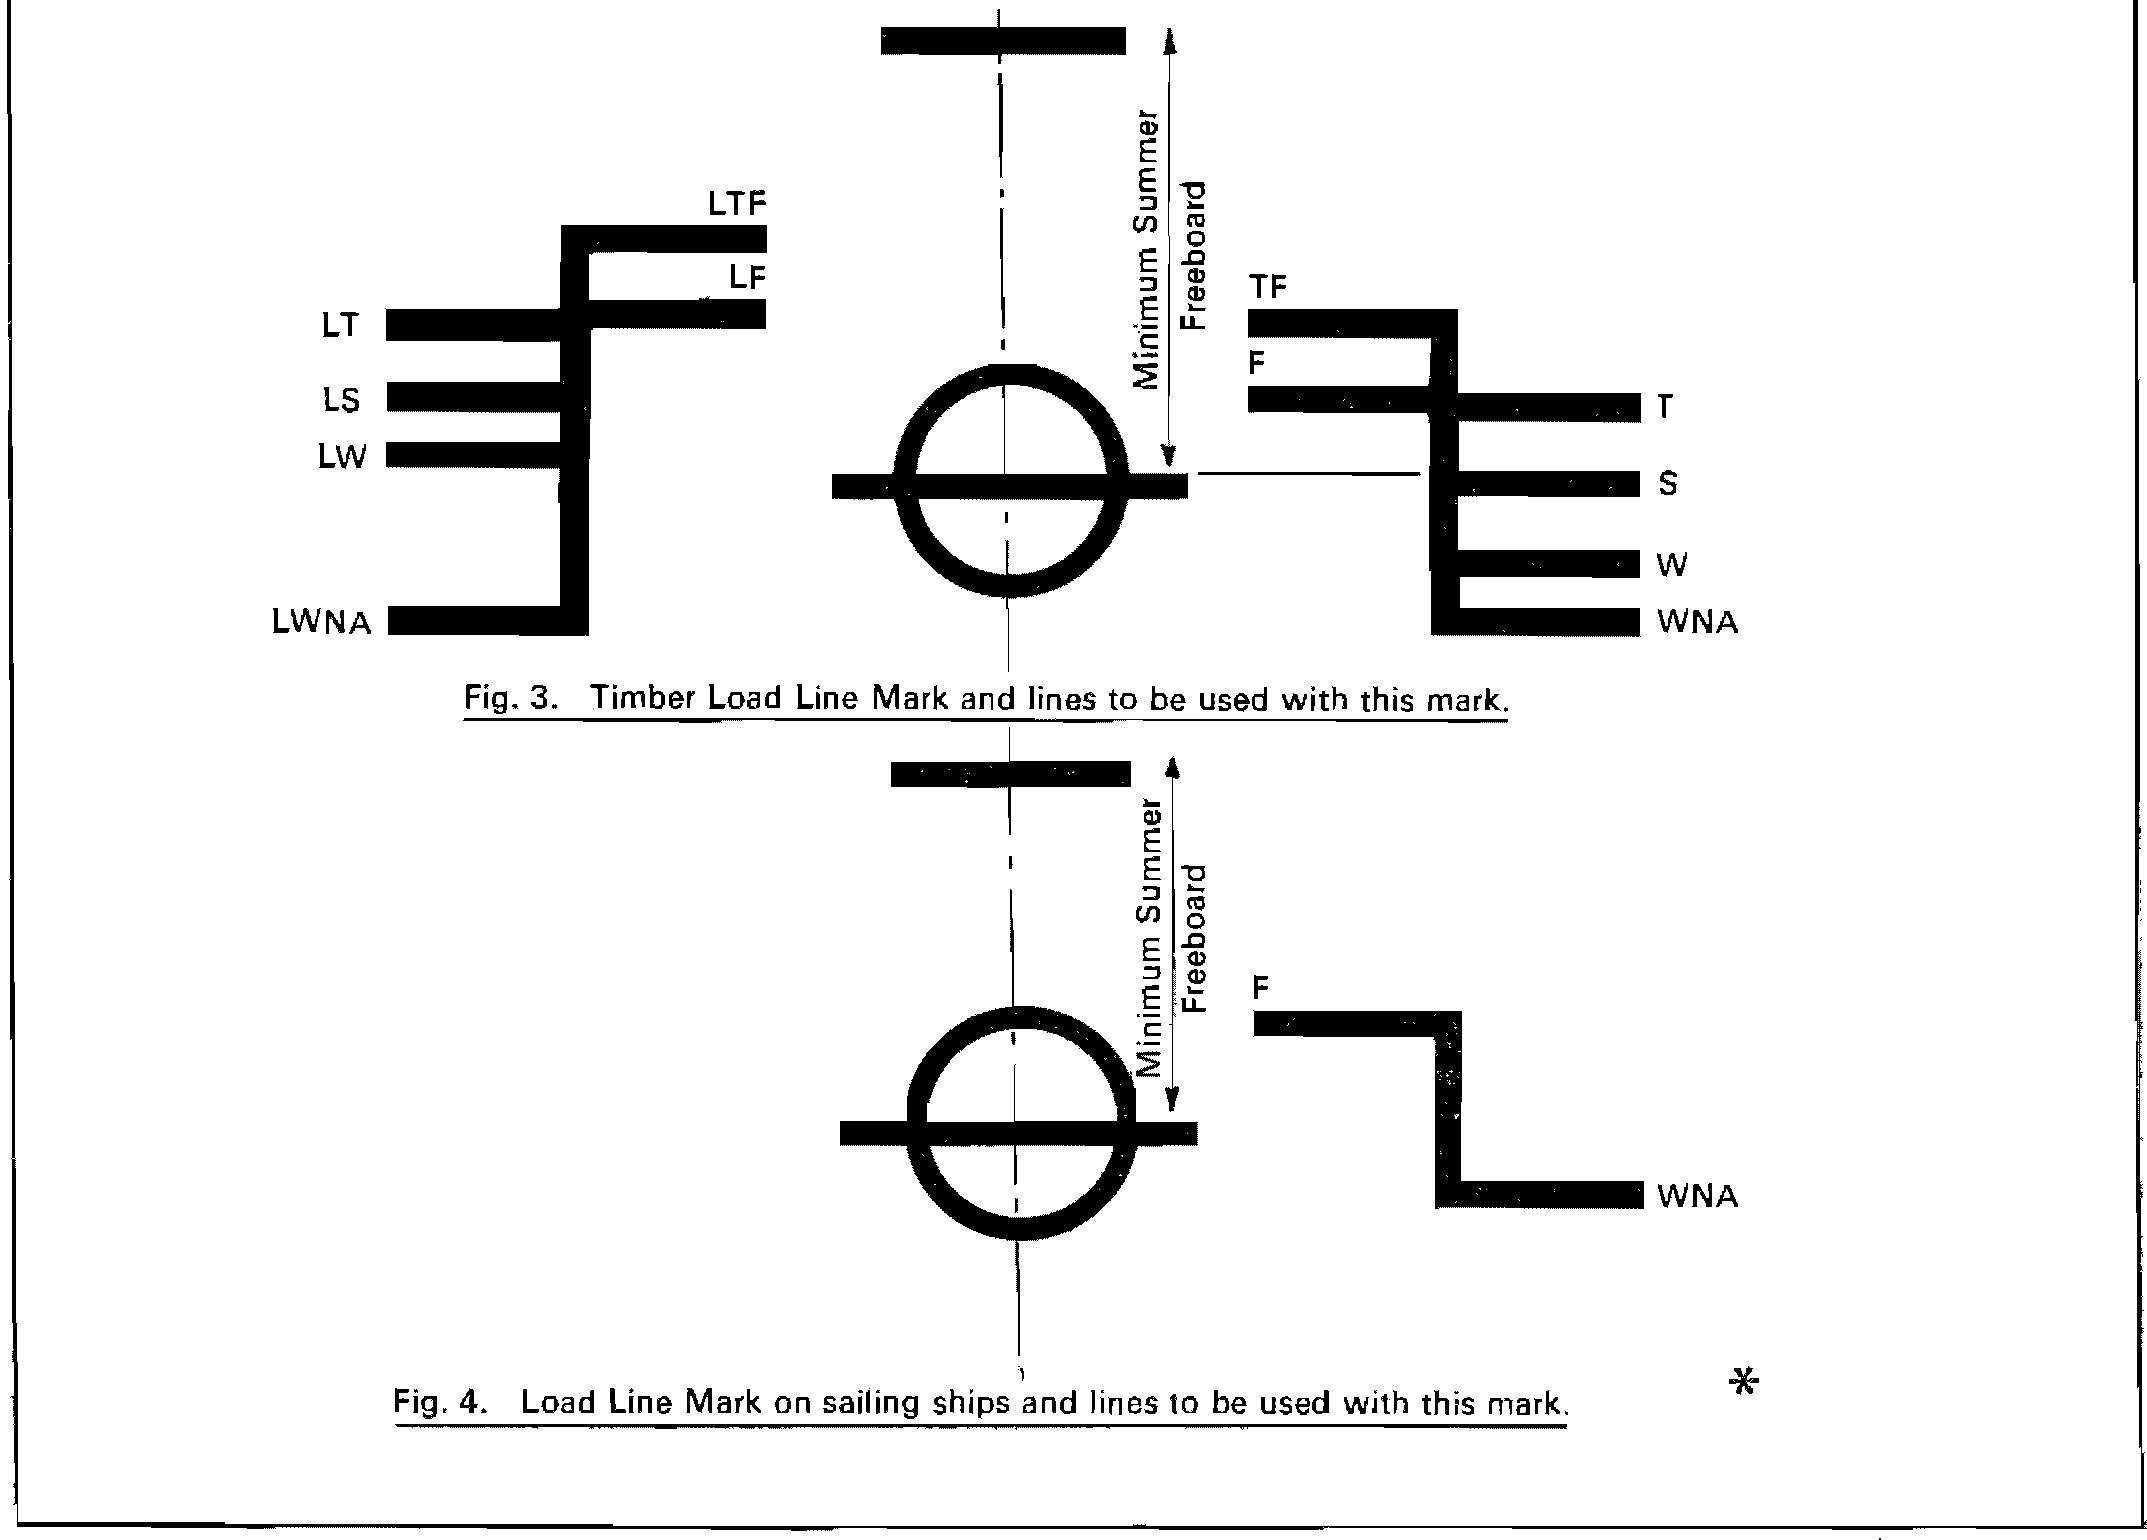 LTF
LF
LT
LS
LW
LWNA
Minimum Summer
Freeboard
TF
F
T
S
W
WNA
Fig. 3. Timber Load Line Mark and lines to be used with this mark.
Minimum Summer
Freeboard
F
WNA
*
Fig. 4. Load Line Mark on sailing ships and lines to be used with this mark.